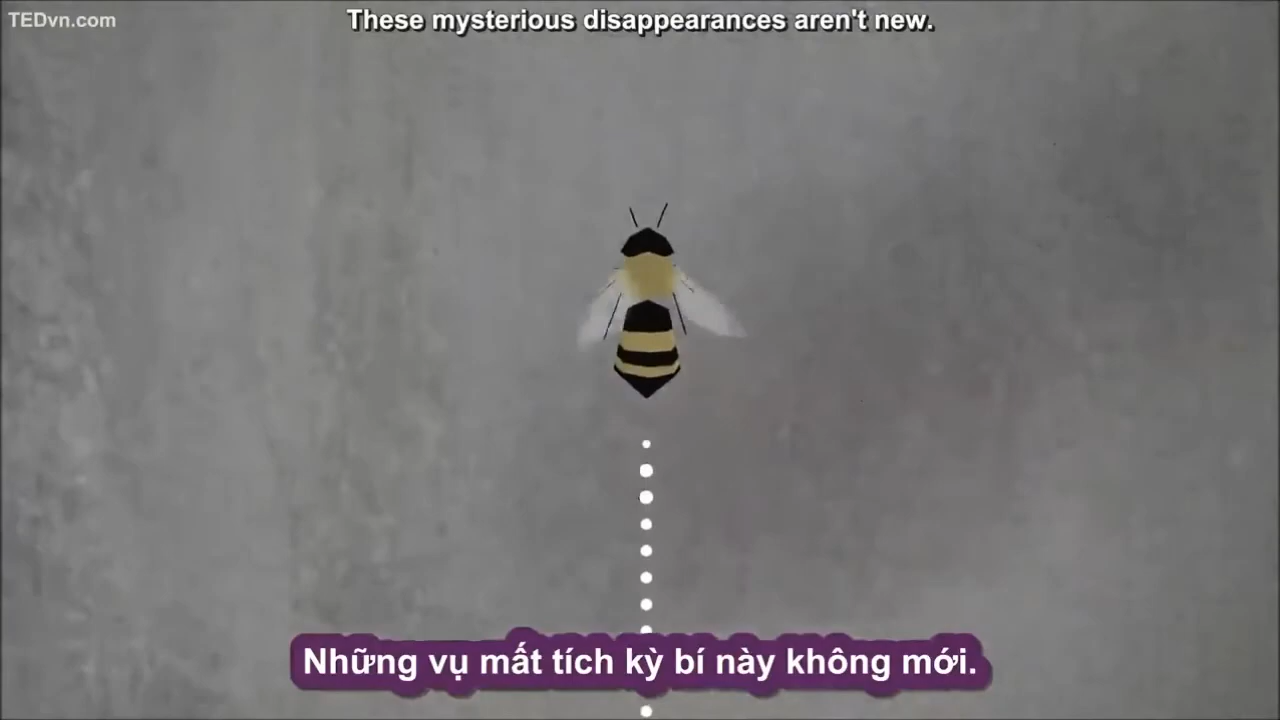 TEDvn.com
These mysterious disappearances aren't new.
Những vụ mất tích kỳ bí này không mới.